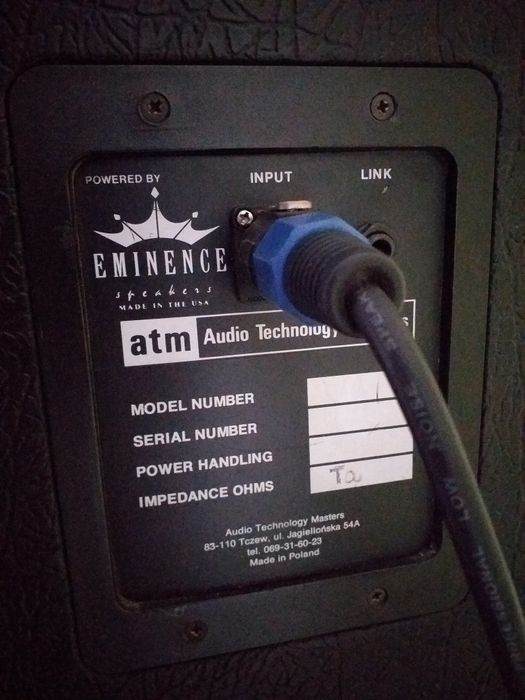 POWERED BY
INPUT
LINK
EMINENCE
speakers
MADE IN THE USA
atm Audio Technology
MODEL NUMBER
SERIAL NUMBER
POWER HANDLING
IMPEDANCE OHMS
Audio Technology Masters
83-110 Tczew, ul. Jagiellońska 54A
tel. 069-31-60-23
Made in Poland
LOW NOISE